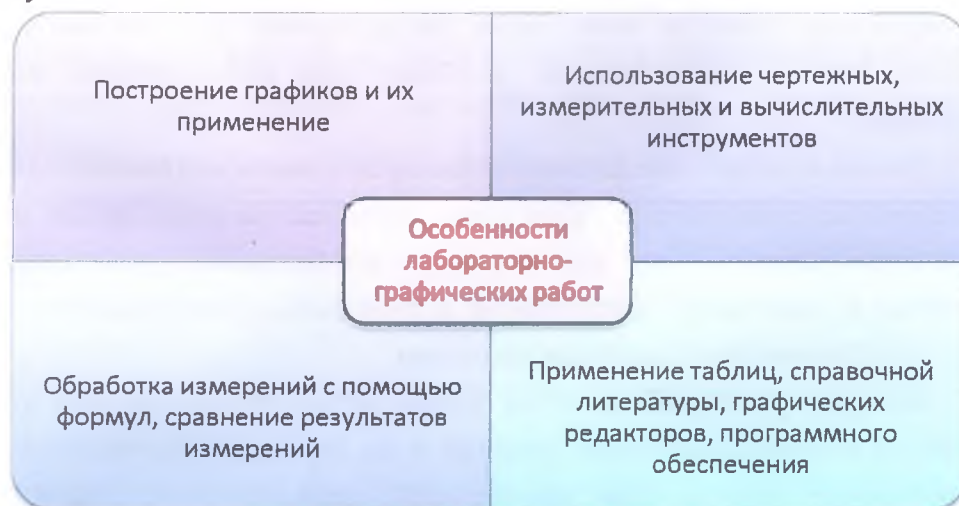 Построение графиков и их
применение
Использование чертежных,
измерительных и вычислительных
инструментов
Особенности
лабораторно-
графических работ
Обработка измерений с помощью
формул, сравнение результатов
измерений
Применение таблиц, справочной
литературы, графических
редакторов, программного
обеспечения